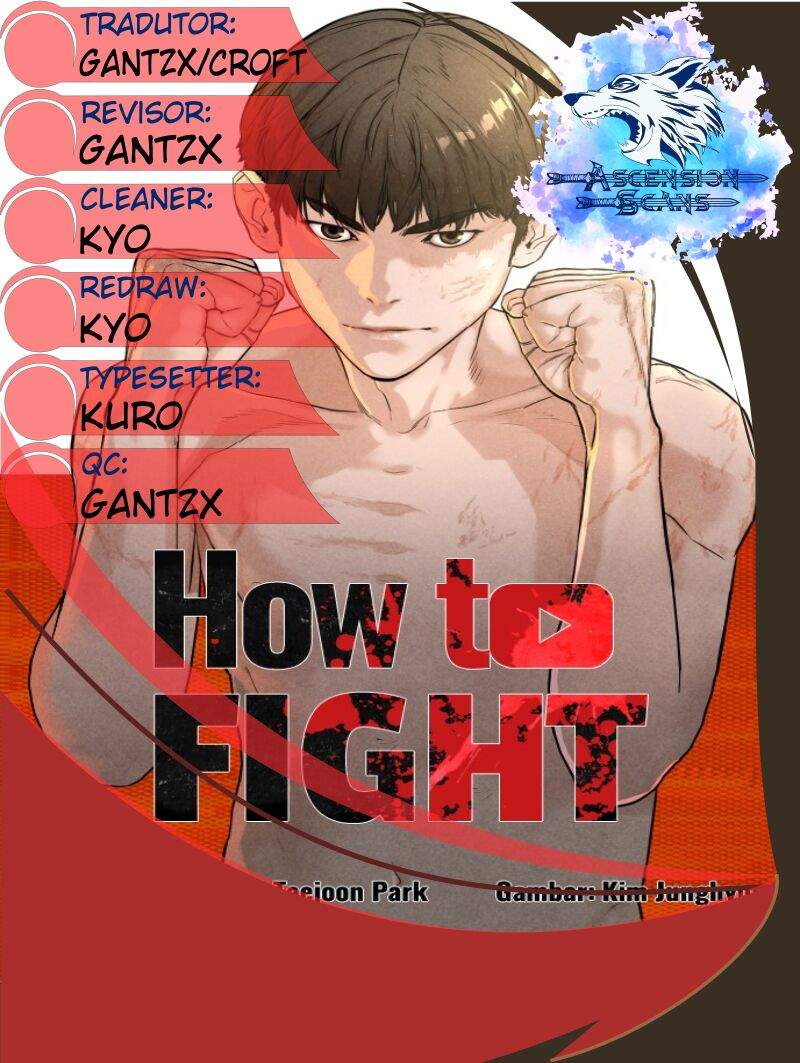 TRADUTOR:
GANTZX/CROFT
REVISOR:
GANTZX
CLEANER:
KYO
REDRAW:
KYO
TYPESETTER:
KURO
QC:
GANTZX
ASCENSION
SCANS
HOW to
FIGHT
Taejoon Park
Gambar: Kim